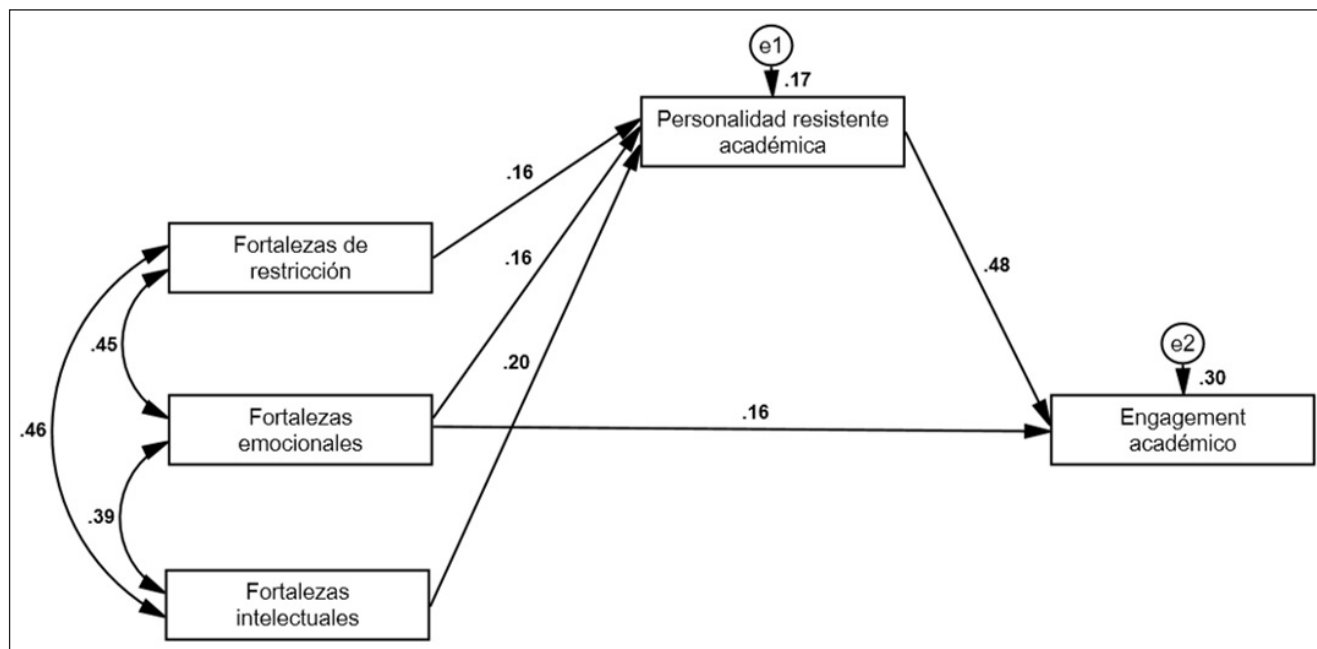 e1
.17
Personalidad resistente
académica
.16
Fortalezas de
restricción
.16
.48
.45
.20
e2
.30
.46
Fortalezas
emocionales
.16
Engagement
académico
.39
Fortalezas
intelectuales